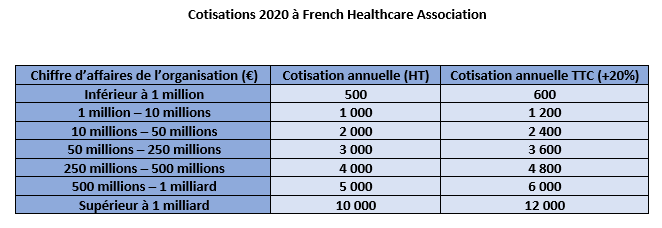 Cotisations 2020 à French Healthcare Association
Chiffre d’affaires de l’organisation (€) Cotisation annuelle (HT) Cotisation annuelle TTC (+20%)
Inférieur à 1 million 500 600
1 million – 10 millions 1 000 1 200
10 millions – 50 millions 2 000 2 400
50 millions – 250 millions 3 000 3 600
250 millions – 500 millions 4 000 4 800
500 millions – 1 milliard 5 000 6 000
Supérieur à 1 milliard 10 000 12 000